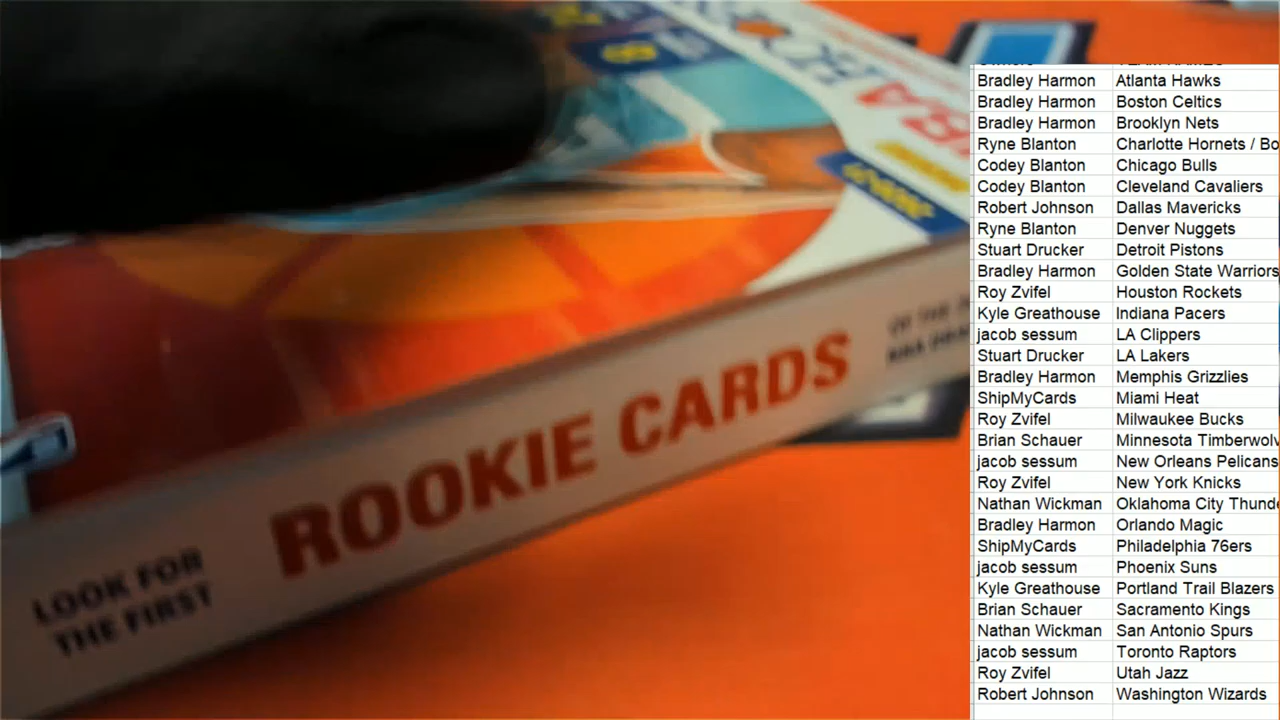 LOOK FOR
THE FIRST
ROOKIE CARDS
Bradley Harmon Atlanta Hawks
Bradley Harmon Boston Celtics
Bradley Harmon Brooklyn Nets
Ryne Blanton Charlotte Hornets / Bo
Codey Blanton Chicago Bulls
Codey Blanton Cleveland Cavaliers
Robert Johnson Dallas Mavericks
Ryne Blanton Denver Nuggets
Stuart Drucker Detroit Pistons
Bradley Harmon Golden State Warriors
Roy Zvifel Houston Rockets
Kyle Greathouse Indiana Pacers
jacob sessum LA Clippers
Stuart Drucker LA Lakers
Bradley Harmon Memphis Grizzlies
ShipMyCards Miami Heat
Roy Zvifel Milwaukee Bucks
Brian Schauer Minnesota Timberwolv
jacob sessum New Orleans Pelicans
Roy Zvifel New York Knicks
Nathan Wickman Oklahoma City Thunde
Bradley Harmon Orlando Magic
ShipMyCards Philadelphia 76ers
jacob sessum Phoenix Suns
Kyle Greathouse Portland Trail Blazers
Brian Schauer Sacramento Kings
Nathan Wickman San Antonio Spurs
jacob sessum Toronto Raptors
Roy Zvifel Utah Jazz
Robert Johnson Washington Wizards